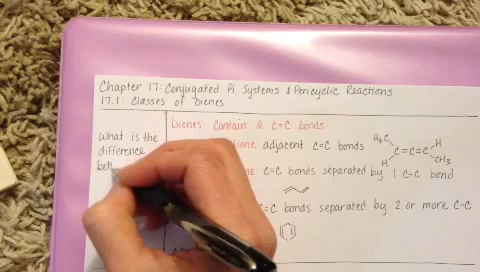 Chapter 17: Conjugated Pi Systems & Pericyclic Reactions
17.1: Classes of Dienes
Dienes: contain 2 C=C bonds
What is the
difference
bet
adjacent C=C bonds
H3C
H
C=C=C
H
CH3
C=C bonds separated by 1 C-C bond
C=C bonds separated by 2 or more C-C